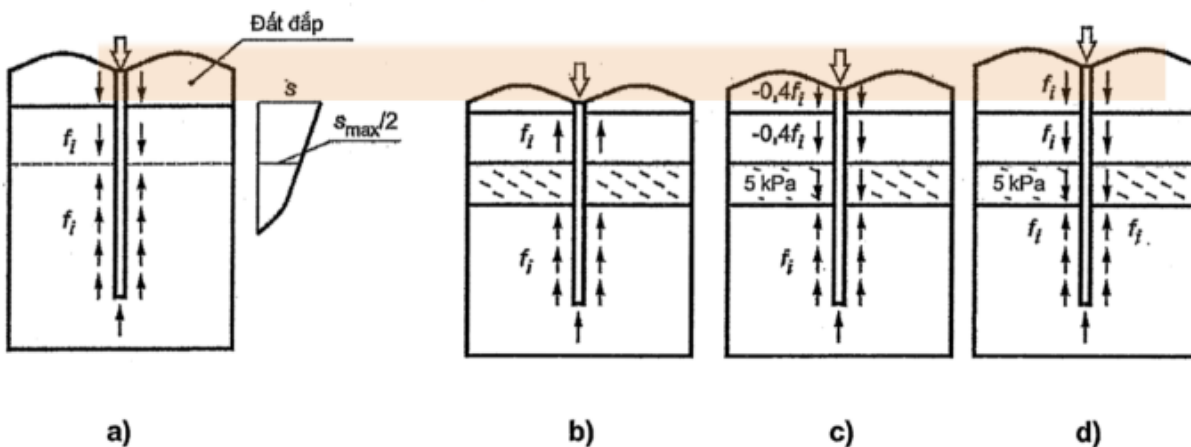 Đất đắp
s
s_max/2
f_i
f_i
a)
f_i
f_i
b)
-0,4f_i
-0,4f_i
5 kPa
f_i
c)
f_i
f_i
5 kPa
f_i
f_i
d)